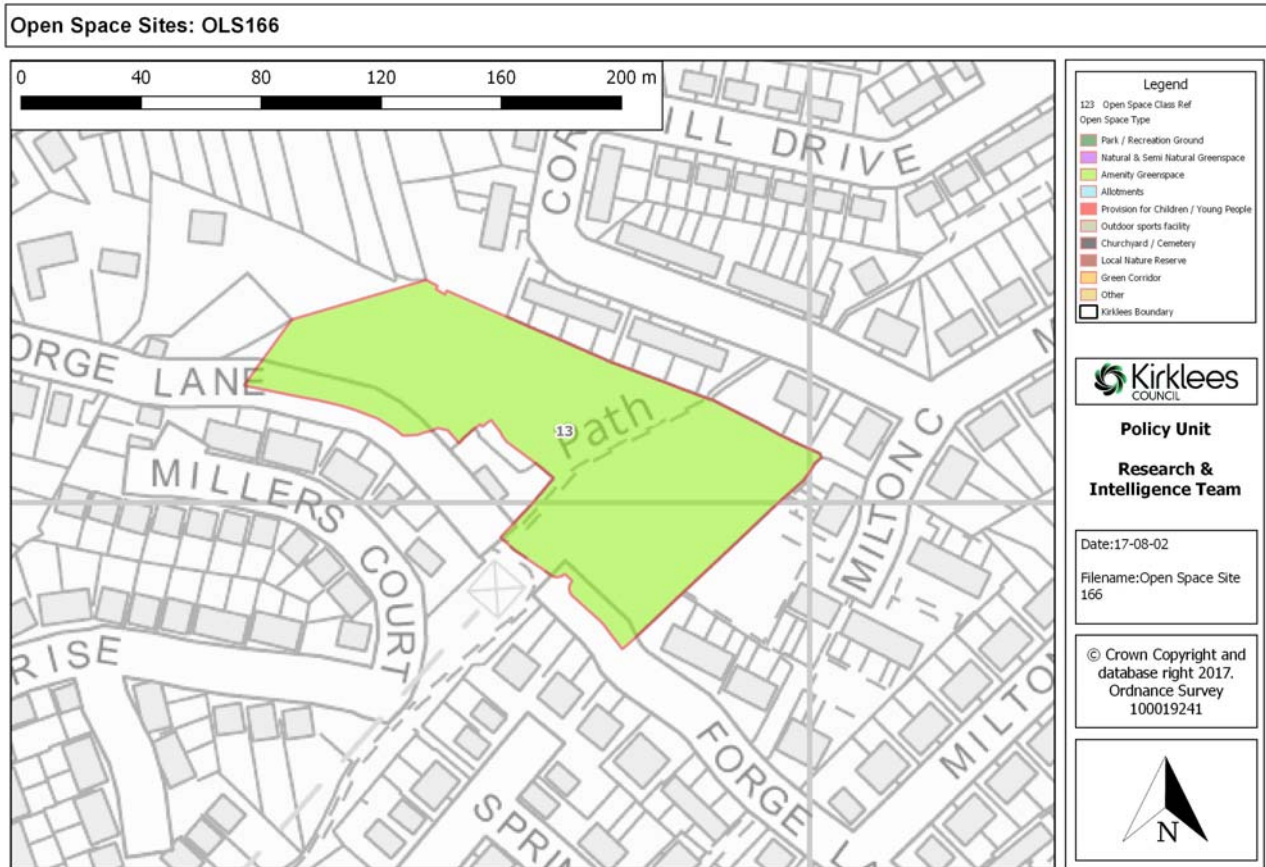 Open Space Sites: OLS166
0 40 80 120 160 200 m
ILL DRIVE
COR
ORGE LANE
MILLERS COURT
RISE
Path
13
MILTON C
MILTON
FORGE LA
SPRIN
M
Legend
123 Open Space Class Ref
Open Space Type
Park / Recreation Ground
Natural & Semi Natural Greenspace
Amenity Greenspace
Allotments
Provision for Children / Young People
Outdoor sports facility
Churchyard / Cemetery
Local Nature Reserve
Green Corridor
Other
Kirklees Boundary
Kirklees
COUNCIL
Policy Unit
Research &
Intelligence Team
Date:17-08-02
Filename:Open Space Site
166
© Crown Copyright and
database right 2017.
Ordnance Survey
100019241
N